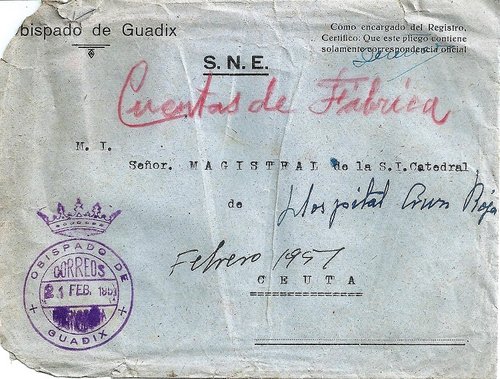 bispado de Guadix
Como encargado del Registro,
Certifico: Que este pliego contiene
solamente correspondencia oficial
S. N. E.
Cuentas de Fábrica
M. I.
Señor. MAGISTRAL de la S.I.Catedral
de Hospital Cruz Roja
Febrero 1951
CEUTA
OBISPADO DE
CORREOS
21 FEB. 195
GUADIX